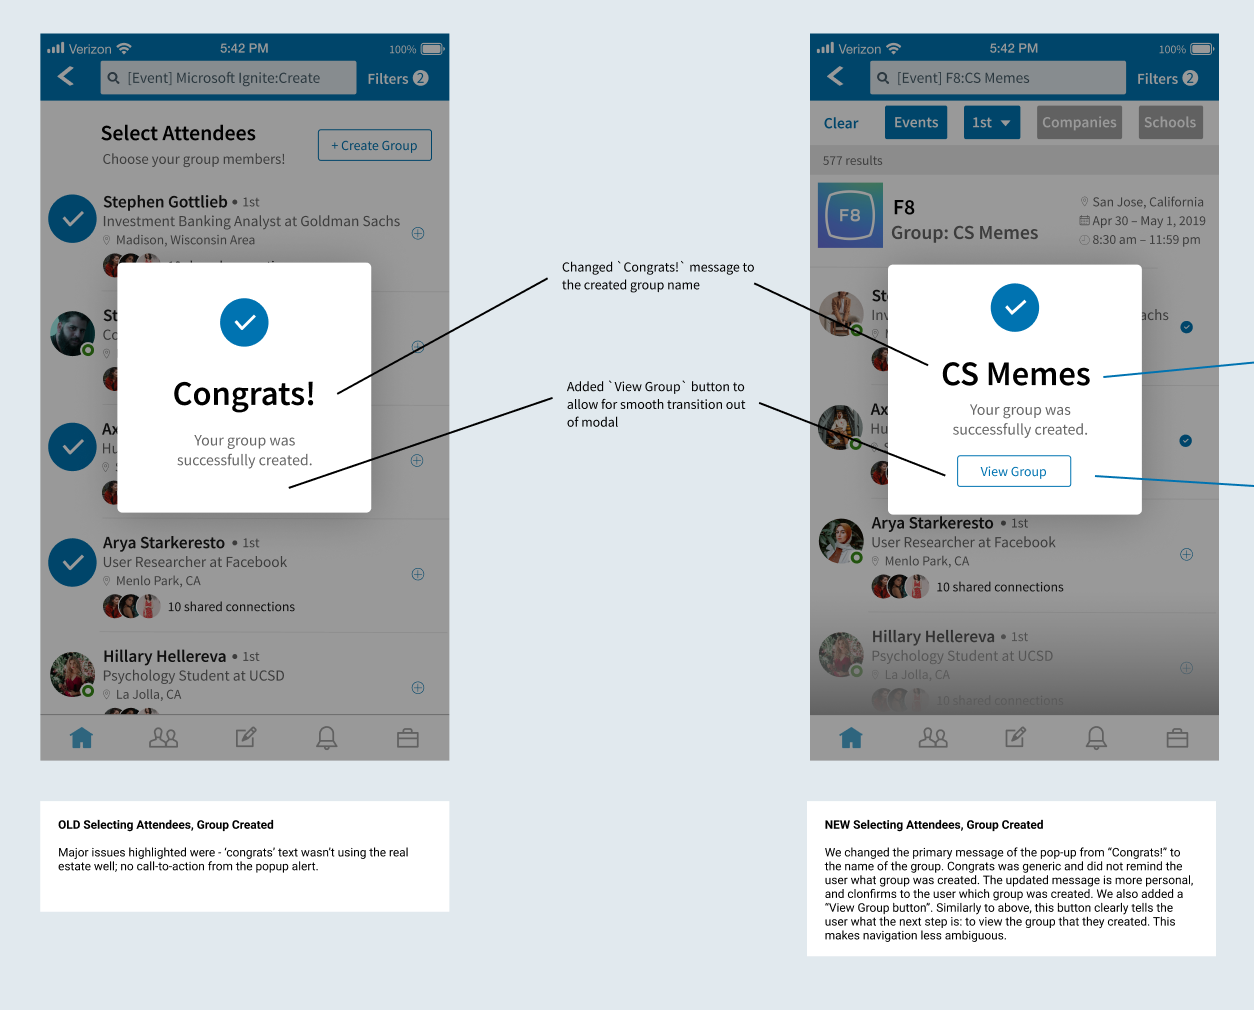 Verizon 5:42 PM 100%
[Event] Microsoft Ignite:Create Filters 2
Select Attendees
Choose your group members!
+ Create Group
Stephen Gottlieb • 1st
Investment Banking Analyst at Goldman Sachs
Madison, Wisconsin Area
St
Co
Congrats!
Your group was
successfully created.
Ax
Hu
Arya Starkeresto • 1st
User Researcher at Facebook
Menlo Park, CA
10 shared connections
Hillary Hellereva • 1st
Psychology Student at UCSD
La Jolla, CA
OLD Selecting Attendees, Group Created
Major issues highlighted were - ‘congrats’ text wasn’t using the real
estate well; no call-to-action from the popup alert.
Changed `Congrats!` message to
the created group name
Added `View Group` button to
allow for smooth transition out
of modal
Verizon 5:42 PM 100%
[Event] F8:CS Memes Filters 2
Clear Events 1st Companies Schools
577 results
F8
F8
Group: CS Memes
San Jose, California
Apr 30 – May 1, 2019
8:30 am – 11:59 pm
St
Inv achs
CS Memes
Your group was
successfully created.
View Group
Ax
Hu
Arya Starkeresto • 1st
User Researcher at Facebook
Menlo Park, CA
10 shared connections
Hillary Hellereva • 1st
Psychology Student at UCSD
La Jolla, CA
10 shared connections
NEW Selecting Attendees, Group Created
We changed the primary message of the pop-up from “Congrats!” to
the name of the group. Congrats was generic and did not remind the
user what group was created. The updated message is more personal,
and clonfirms to the user which group was created. We also added a
“View Group button”. Similarly to above, this button clearly tells the
user what the next step is: to view the group that they created. This
makes navigation less ambiguous.